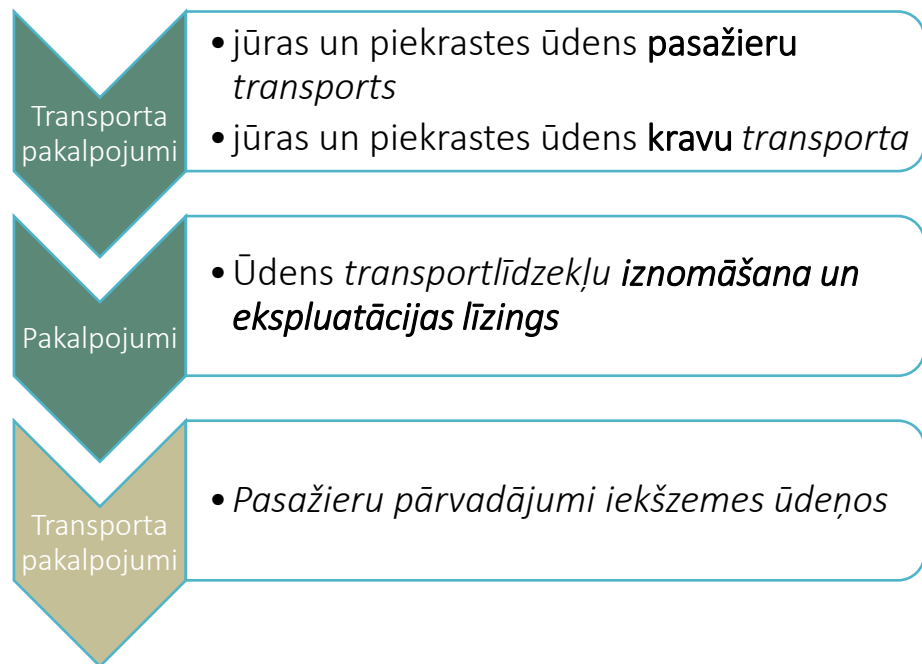 Transporta
pakalpojumi
• jūras un piekrastes ūdens pasažieru
transports
• jūras un piekrastes ūdens kravu transporta
Pakalpojumi
• Ūdens transportlīdzekļu iznomāšana un
ekspluatācijas līzings
Transporta
pakalpojumi
• Pasažieru pārvadājumi iekšzemes ūdeņos